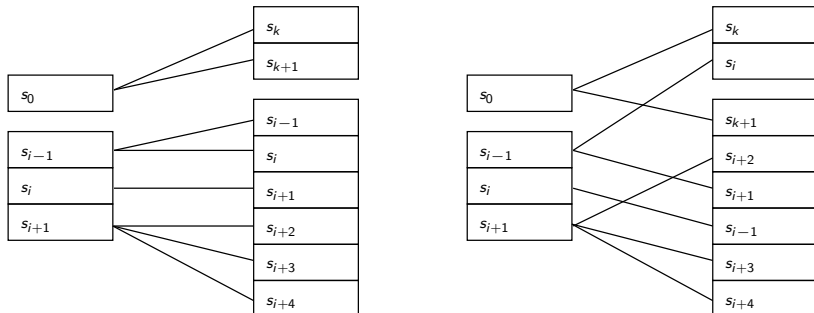 s_k
s_{k+1}
s_0
s_{i−1}
s_i
s_{i+1}
s_{i−1}
s_i
s_{i+1}
s_{i+2}
s_{i+3}
s_{i+4}
s_k
s_i
s_0
s_{i−1}
s_i
s_{i+1}
s_{k+1}
s_{i+2}
s_{i+1}
s_{i−1}
s_{i+3}
s_{i+4}